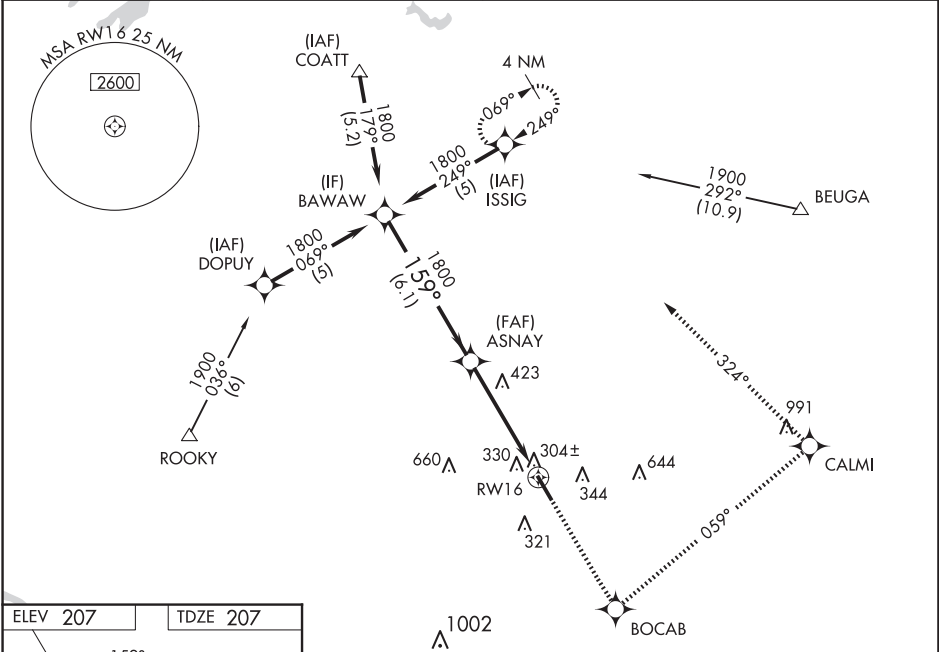 MSA RW16 25 NM
2600
(IAF)
COATT
1800
179°
(5.2)
4 NM
069°
249°
1800
249°
(5)
(IAF)
ISSIG
(IF)
BAWAW
1900
292°
(10.9)
BEUGA
(IAF)
DOPUY
1800
069°
(5)
1800
159°
(6.1)
(FAF)
ASNAY
423
1900
036°
(6)
ROOKY
324°
991
CALMI
660
330
304±
RW16
344
644
321
059°
BOCAB
1002
ELEV 207
TDZE 207